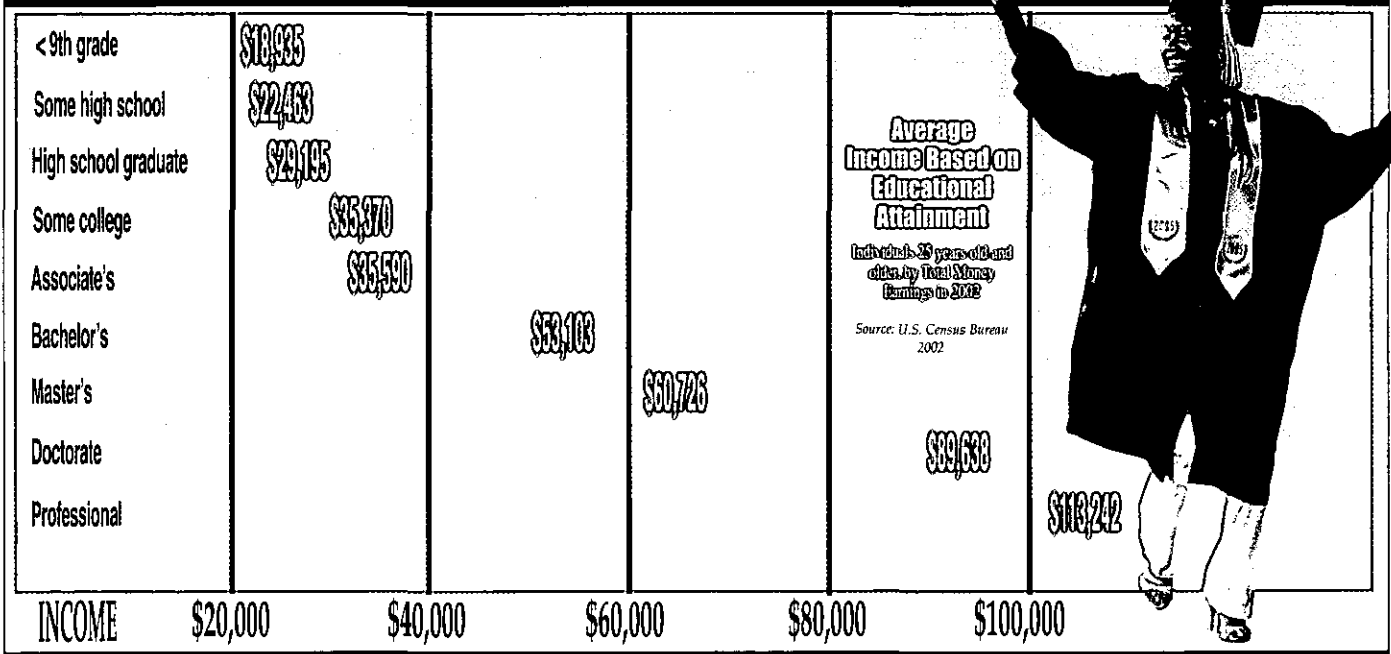 < 9th grade $18,935
Some high school $22,463
High school graduate $29,195
Some college $35,370
Associate's $35,590
Bachelor's $53,103
Master's $60,726
Doctorate $89,638
Professional $113,242
Average
Income Based on
Educational
Attainment
Individuals 25 years old and
older, by Total Money
Earnings in 2002
Source: U.S. Census Bureau
2002
INCOME $20,000 $40,000 $60,000 $80,000 $100,000